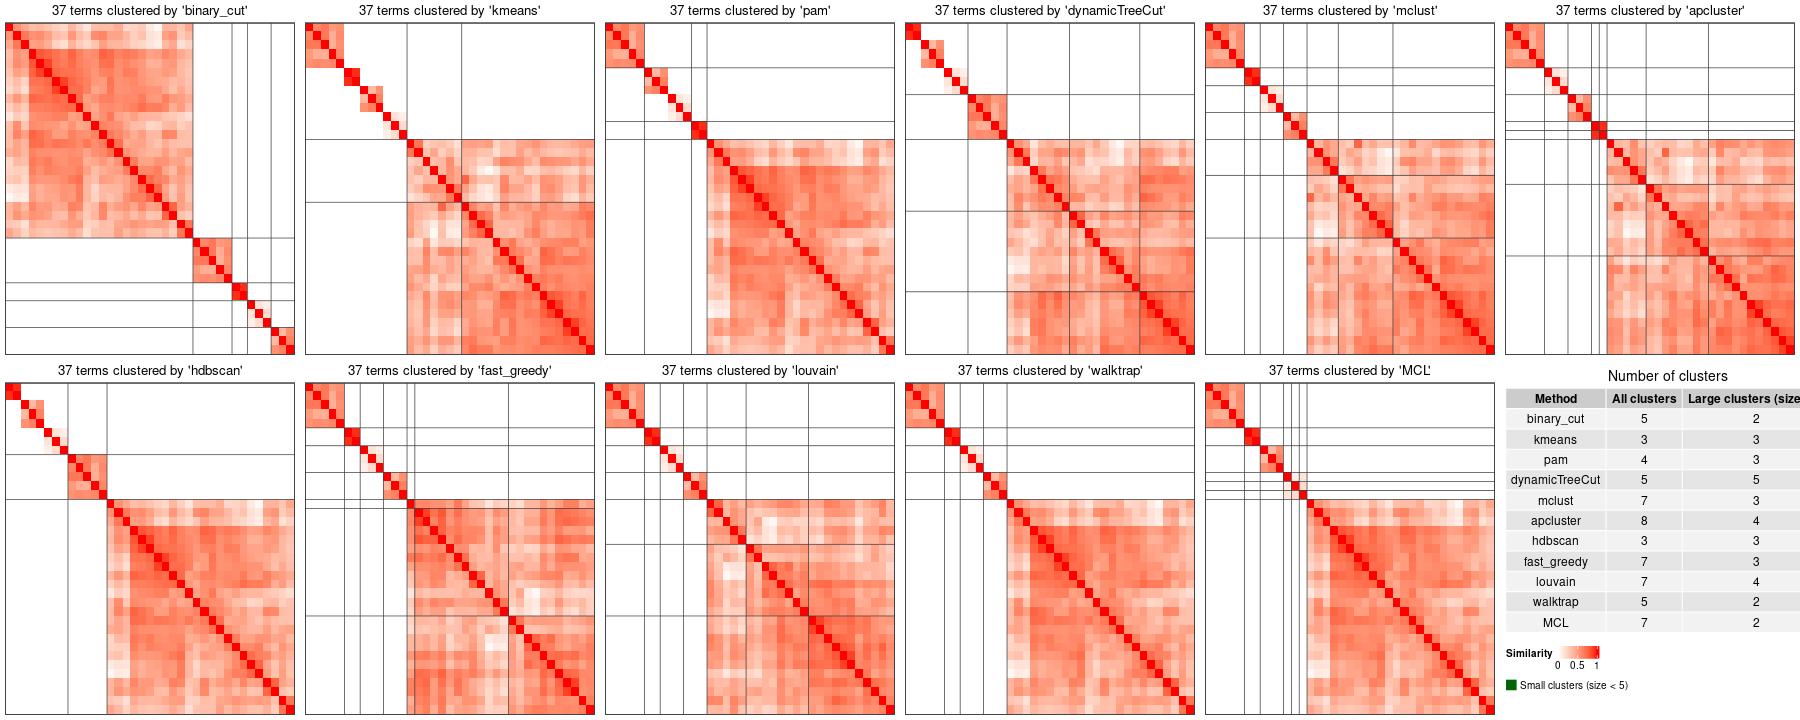 37 terms clustered by 'binary_cut'
37 terms clustered by 'kmeans'
37 terms clustered by 'pam'
37 terms clustered by 'dynamicTreeCut'
37 terms clustered by 'mclust'
37 terms clustered by 'apcluster'
37 terms clustered by 'hdbscan'
37 terms clustered by 'fast_greedy'
37 terms clustered by 'louvain'
37 terms clustered by 'walktrap'
37 terms clustered by 'MCL'
Number of clusters
Method All clusters Large clusters (size
binary_cut 5 2
kmeans 3 3
pam 4 3
dynamicTreeCut 5 5
mclust 7 3
apcluster 8 4
hdbscan 3 3
fast_greedy 7 3
louvain 7 4
walktrap 5 2
MCL 7 2
Similarity
0 0.5 1
Small clusters (size < 5)